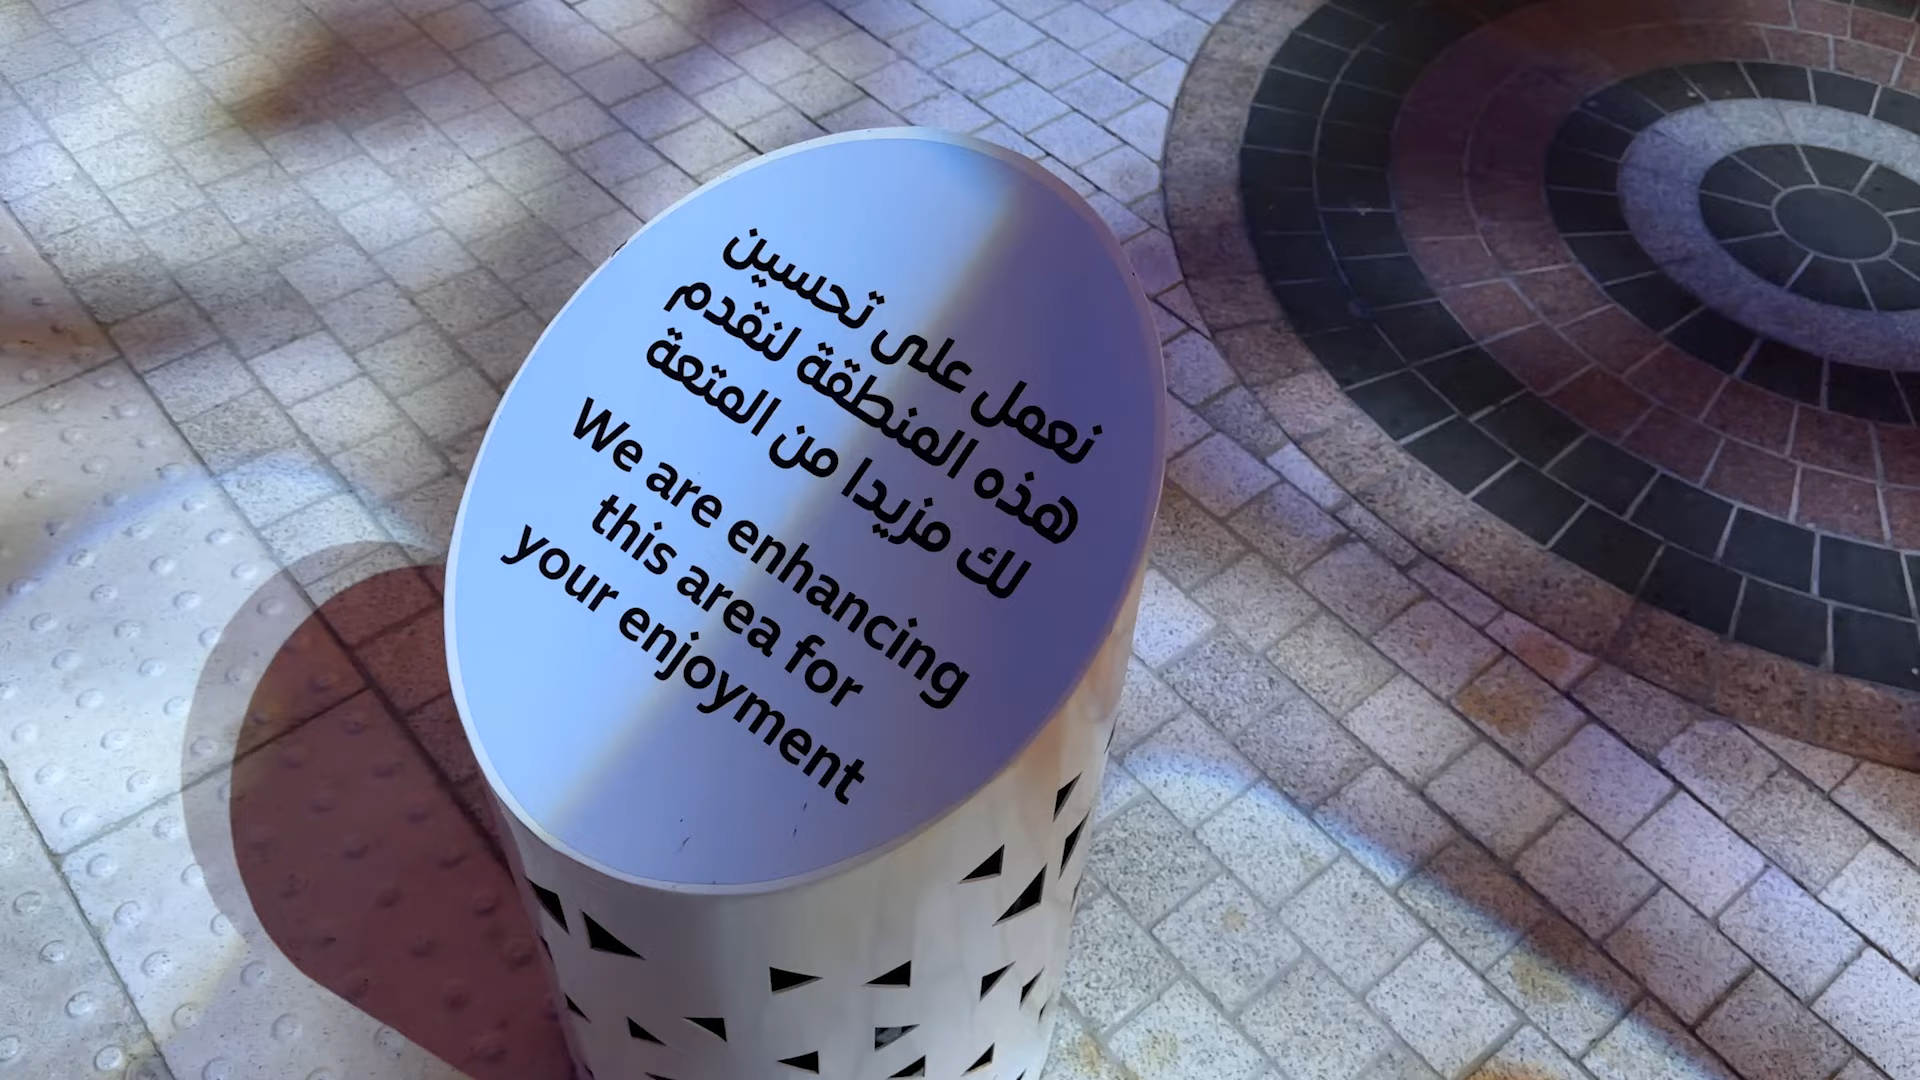 نعمل على تحسين
هذه المنطقة لنقدم
لك مزيدا من المتعة
We are enhancing
this area for
your enjoyment